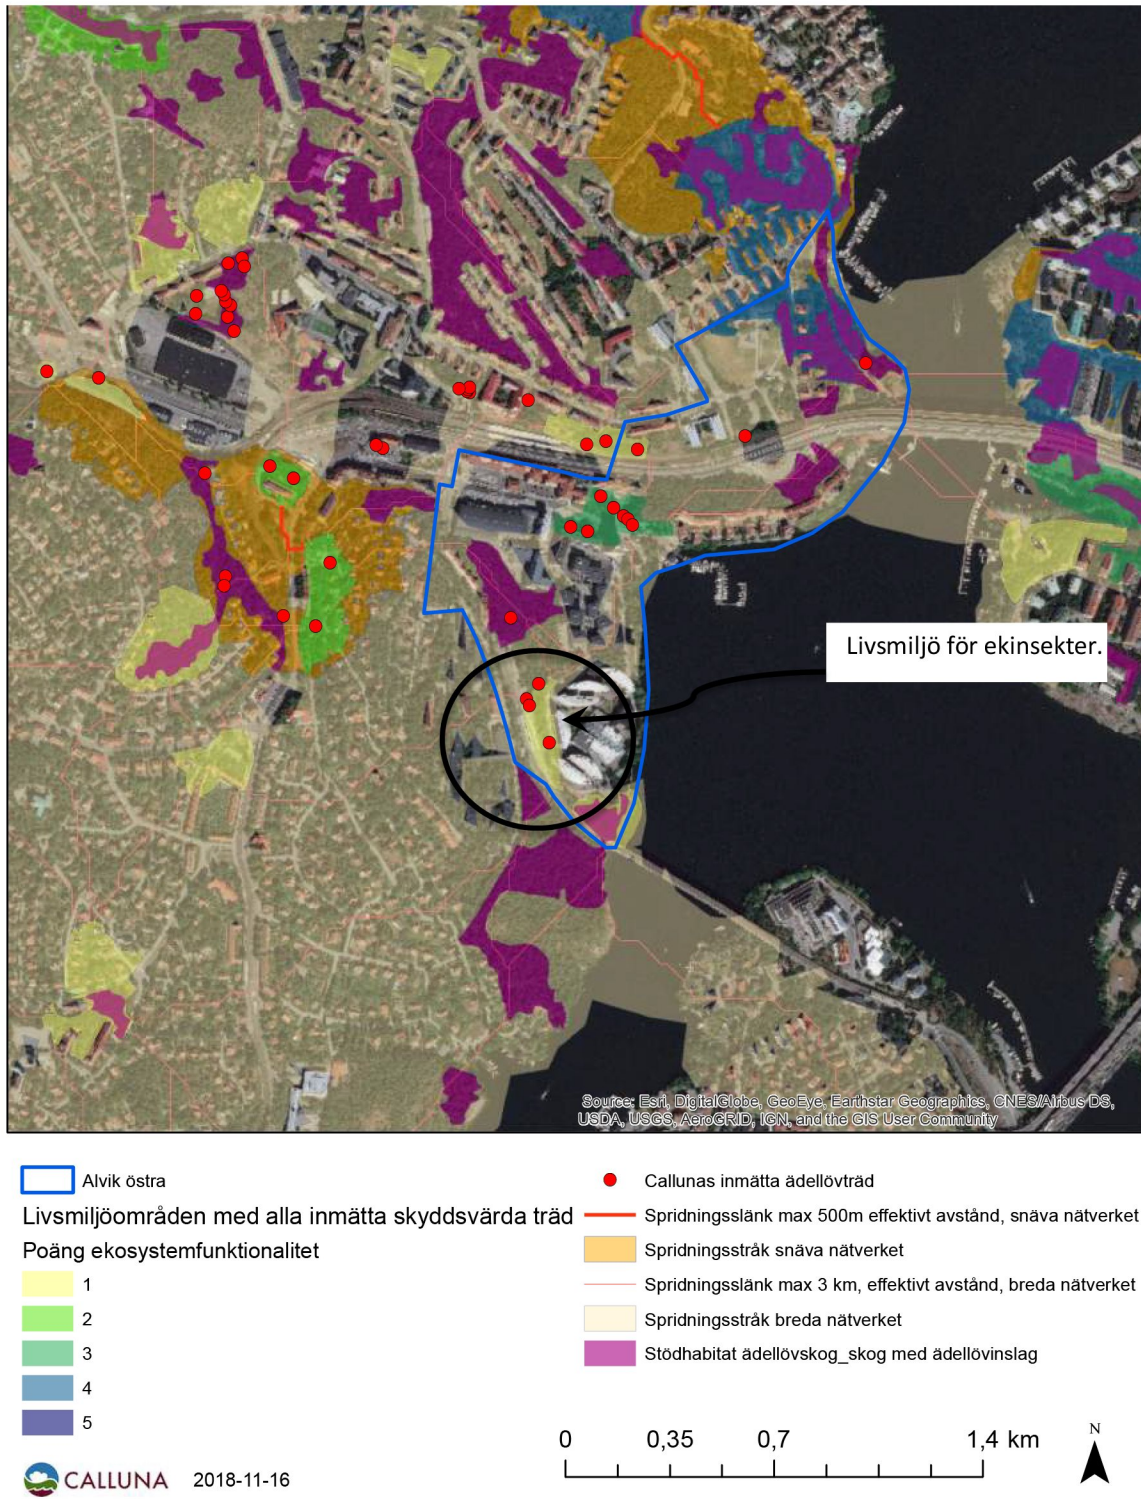 Livsmiljö för ekinsekter.
Source: Esri, DigitalGlobe, GeoEye, Earthstar Geographics, CNES/Airbus DS,
USDA, USGS, AeroGRID, IGN, and the GIS User Community
Alvik östra
Livsmiljöområden med alla inmätta skyddsvärda träd
Poäng ekosystemfunktionalitet
1
2
3
4
5
Callunas inmätta ädellövträd
Spridningsslänk max 500m effektivt avstånd, snäva nätverket
Spridningsstråk snäva nätverket
Spridningsslänk max 3 km, effektivt avstånd, breda nätverket
Spridningsstråk breda nätverket
Stödhabitat ädellövskog_skog med ädellövinslag
0 0,35 0,7 1,4 km
N
CALLUNA 2018-11-16